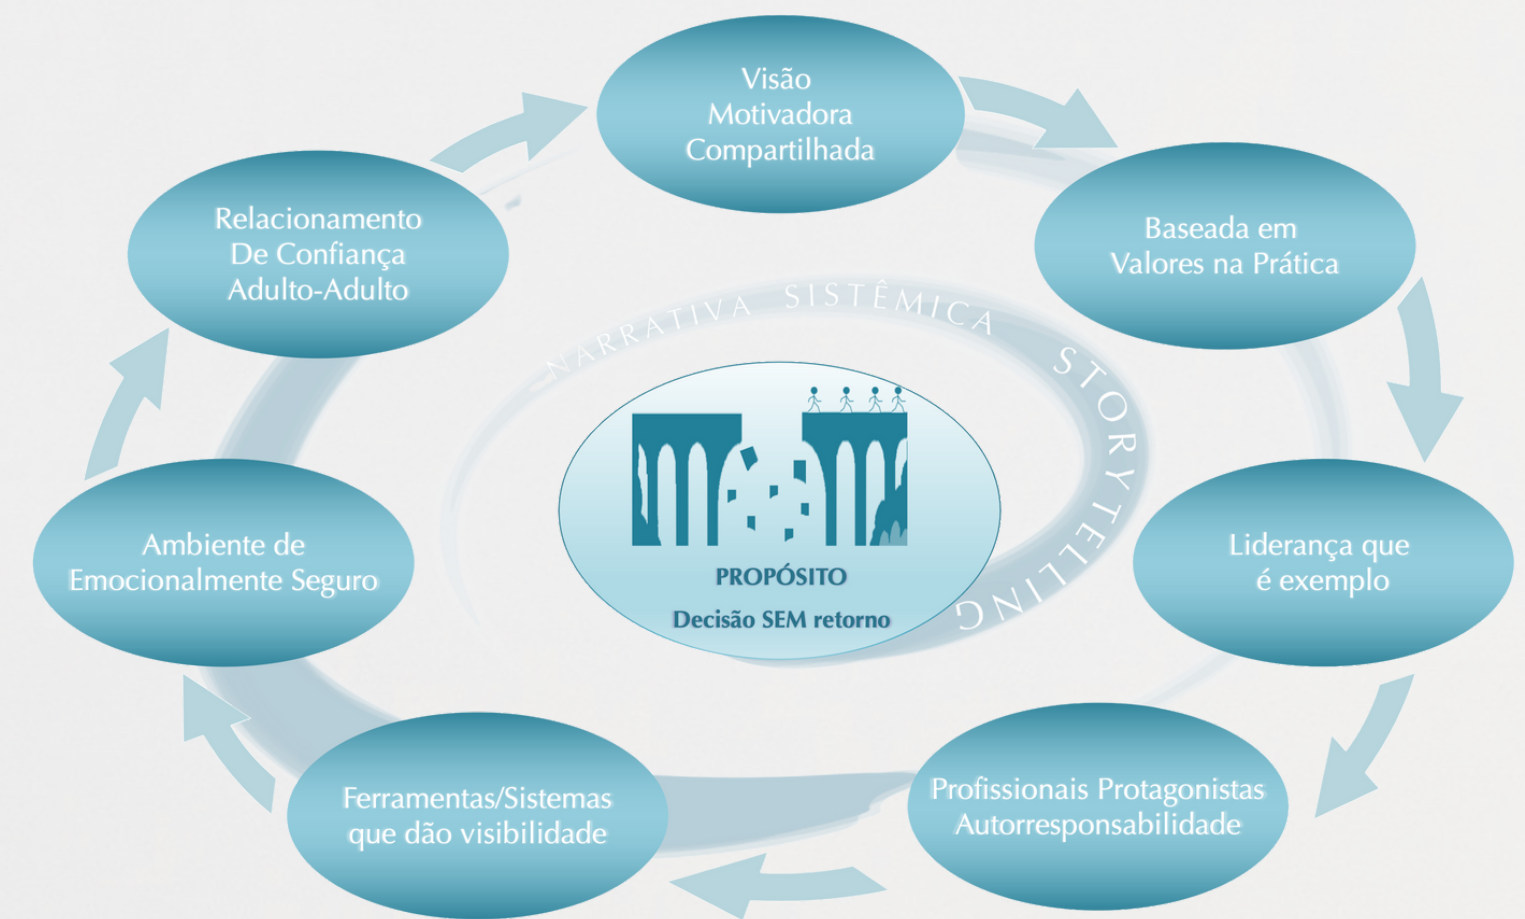 Visão
Motivadora
Compartilhada
Baseada em
Valores na Prática
Liderança que
é exemplo
Profissionais Protagonistas
Autorresponsabilidade
Ferramentas/Sistemas
que dão visibilidade
Ambiente de
Emocionalmente Seguro
Relacionamento
De Confiança
Adulto-Adulto
NARRATIVA SISTÊMICA STORYTELLING
PROPÓSITO
Decisão SEM retorno